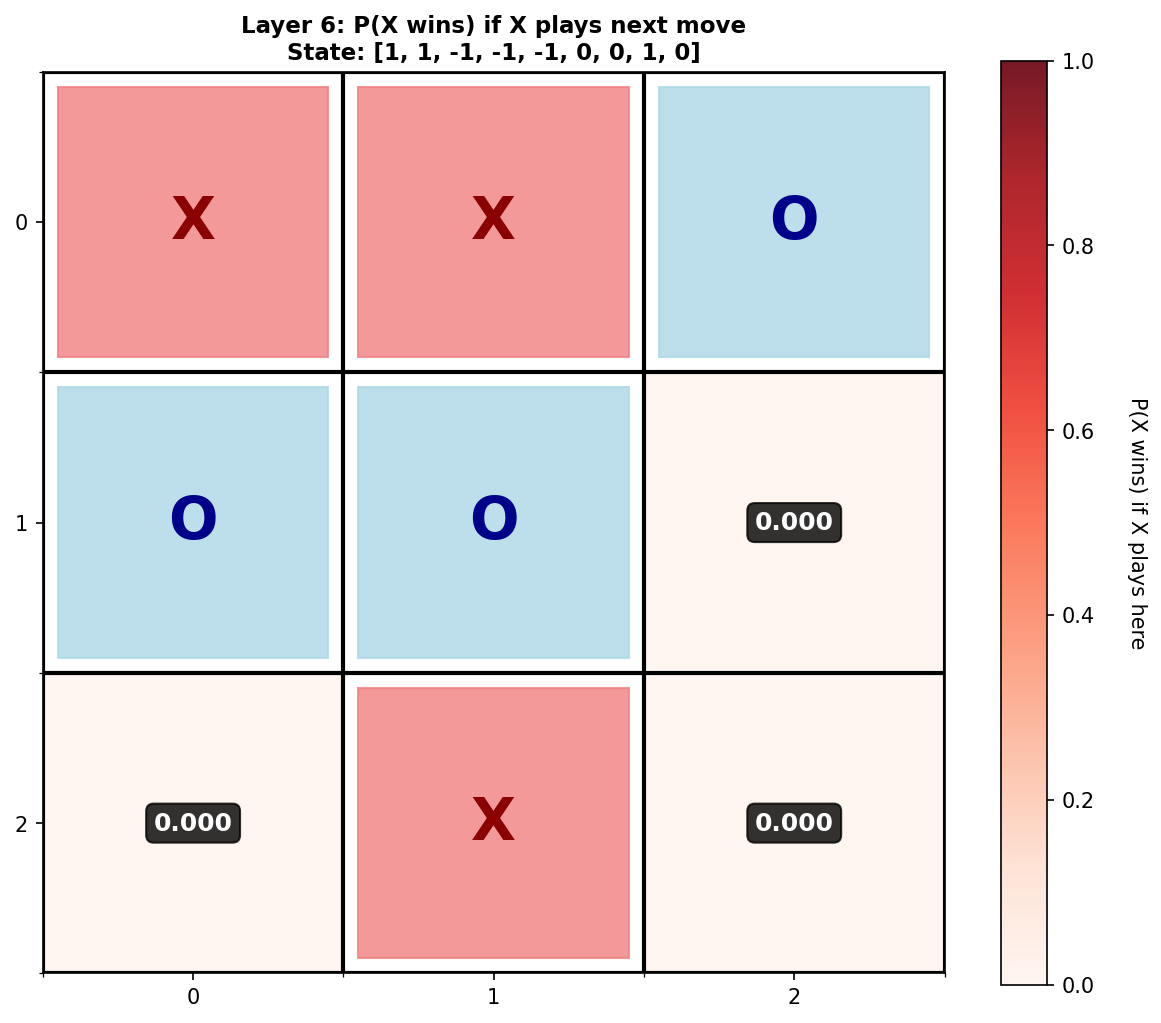 Layer 6: P(X wins) if X plays next move
State: [1, 1, -1, -1, -1, 0, 0, 1, 0]
0
X
X
O
1
O
O
0.000
2
0.000
X
0.000
0
1
2
1.0
0.8
0.6
0.4
0.2
0.0
P(X wins) if X plays here